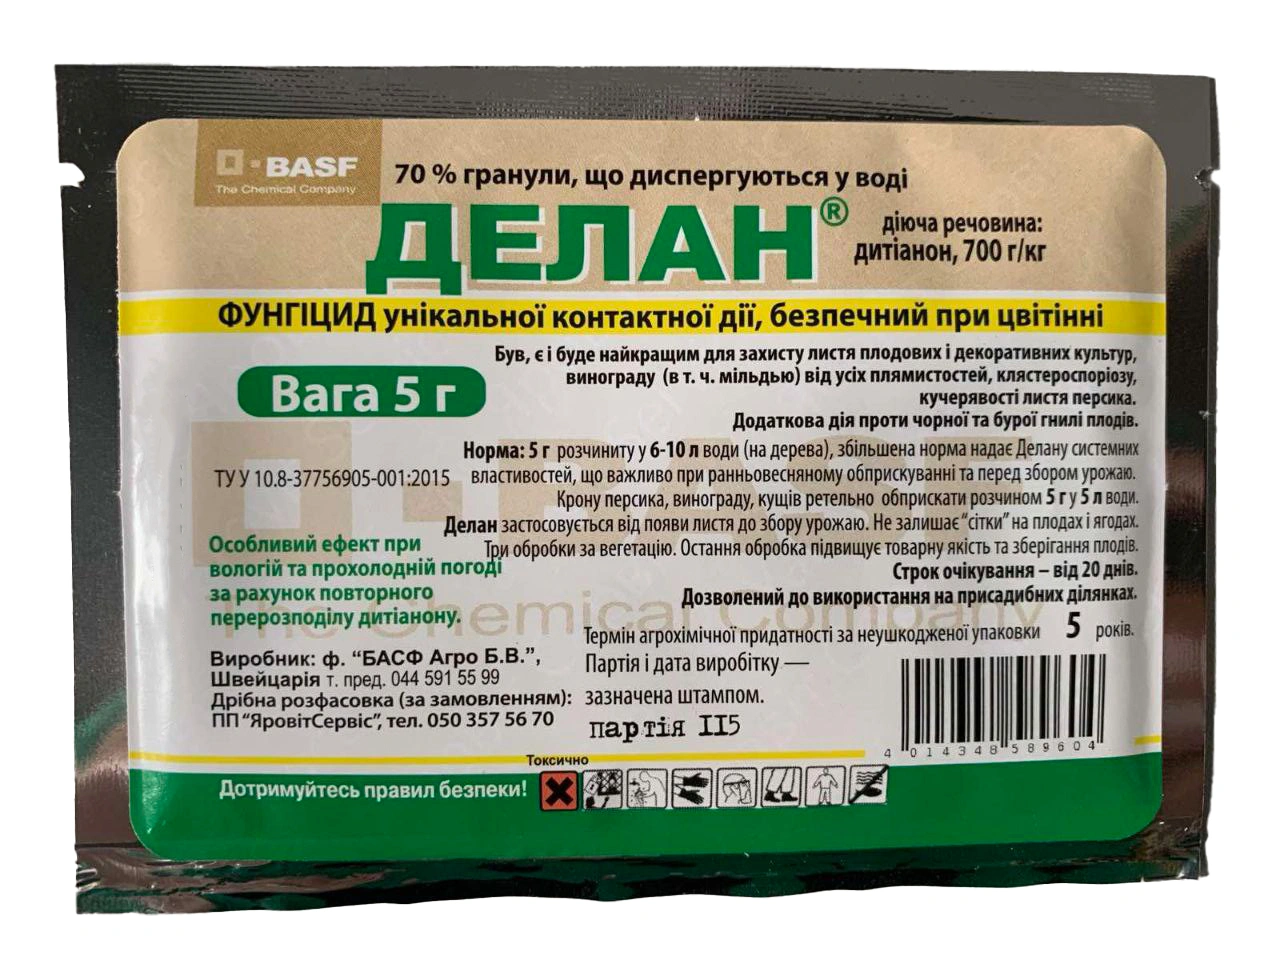 BASF
The Chemical Company
70 % гранули, що диспергуються у воді
ДЕЛАН®
діюча речовина:
дитіанон, 700 г/кг
ФУНГІЦИД унікальної контактної дії, безпечний при цвітінні
Був, є і буде найкращим для захисту листя плодових і декоративних культур,
винограду (в т. ч. мільдью) від усіх плямистостей, клястероспоріозу,
кучерявості листя персика.
Додаткова дія проти чорної та бурої гнилі плодів.
Вага 5 г
Норма: 5 г розчиниту у 6-10 л води (на дерева), збільшена норма надає Делану системних
властивостей, що важливо при ранньовесняному обприскуванні та перед збором урожаю.
Крону персика, винограду, кущів ретельно обприскати розчином 5 г у 5 л води.
ТУ У 10.8-37756905-001:2015
Делан застосовується від появи листя до збору урожаю. Не залишає “сітки” на плодах і ягодах.
Три обробки за вегетацію. Остання обробка підвищує товарну якість та зберігання плодів.
Строк очікування – від 20 днів.
Дозволений до використання на присадибних ділянках.
Особливий ефект при
вологій та прохолодній погоді
за рахунок повторного
перерозподілу дитіанону.
The Chemical Company
Термін агрохімічної придатності за неушкодженої упаковки 5 років.
Партія і дата виробітку —
зазначена штампом.
партія II5
Виробник: ф. “БАСФ Агро Б.В.”,
Швейцарія т. пред. 044 591 55 99
Дрібна розфасовка (за замовленням):
ПП “ЯровітСервіс”, тел. 050 357 56 70
4 014348 589604
Токсично
Дотримуйтесь правил безпеки!